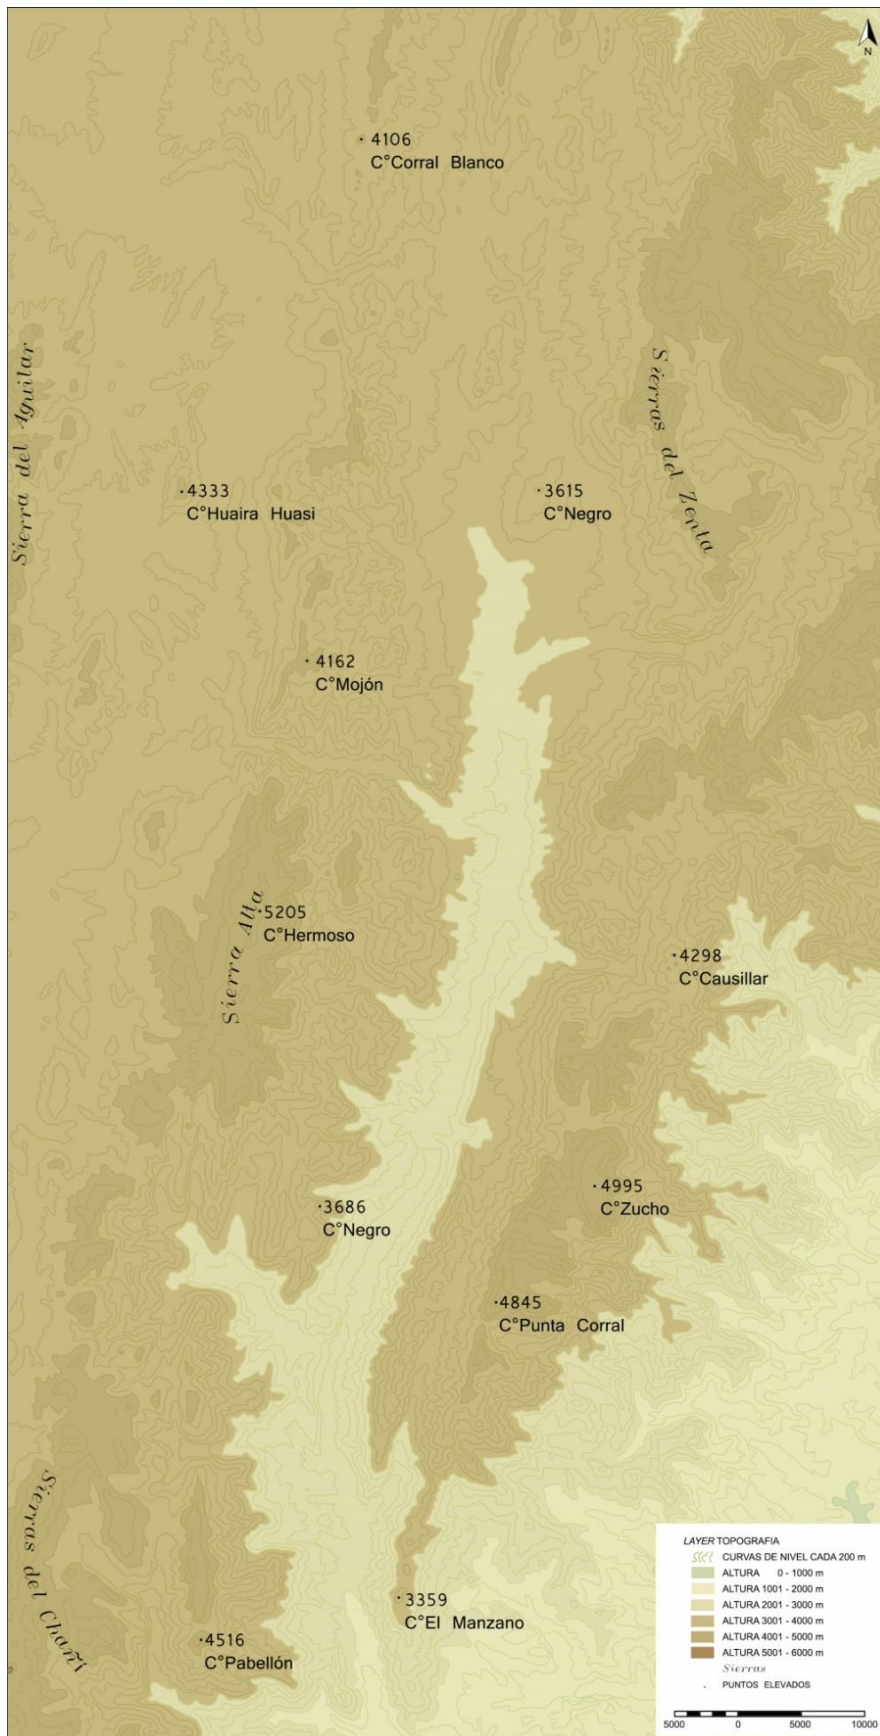 N
4106
C°Corral Blanco
Sierra del Aguilar
Sierras del Zenta
4333
C°Huaira Huasi
3615
C°Negro
4162
C°Mojón
Sierra Alta
5205
C°Hermoso
4298
C°Causillar
4995
C°Zucho
3686
C°Negro
4845
C°Punta Corral
Sierras del Chañi
3359
C°El Manzano
4516
C°Pabellón
LAYER TOPOGRAFIA
CURVAS DE NIVEL CADA 200 m
ALTURA 0 - 1000 m
ALTURA 1001 - 2000 m
ALTURA 2001 - 3000 m
ALTURA 3001 - 4000 m
ALTURA 4001 - 5000 m
ALTURA 5001 - 6000 m
Sierras
PUNTOS ELEVADOS
5000 0 5000 10000